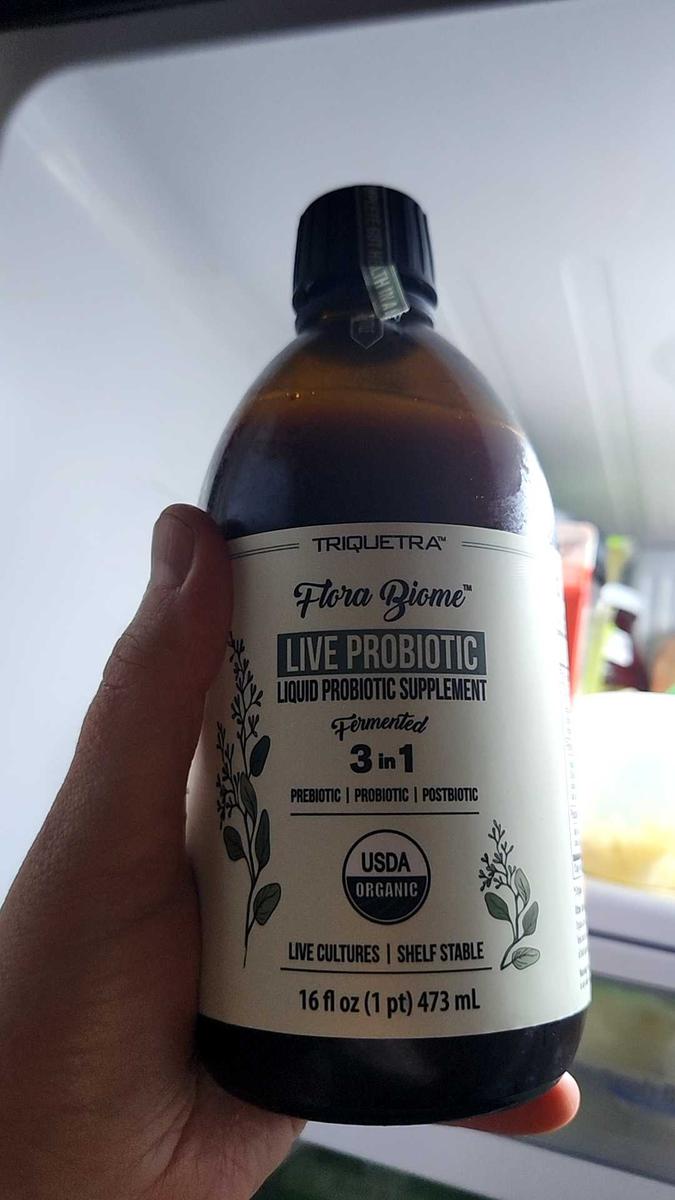 TRIQUETRA™
Flora Biome™
LIVE PROBIOTIC
LIQUID PROBIOTIC SUPPLEMENT
Fermented
3 in 1
PREBIOTIC | PROBIOTIC | POSTBIOTIC
USDA
ORGANIC
LIVE CULTURES | SHELF STABLE
16 fl oz (1 pt) 473 mL